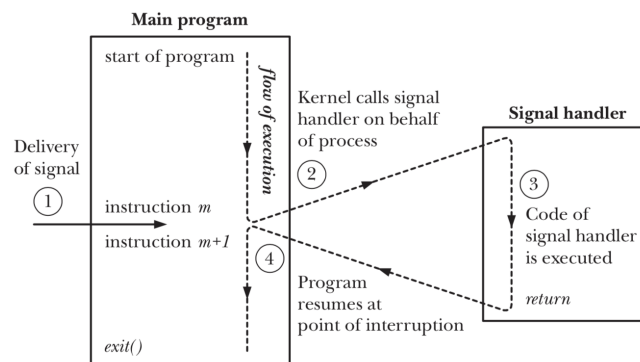 Main program
start of program
flow of execution
Kernel calls signal
handler on behalf
of process
Signal handler
Delivery
of signal
1
2
3
instruction m
instruction m+1
Code of
signal handler
is executed
4
Program
resumes at
point of interruption
return
exit()